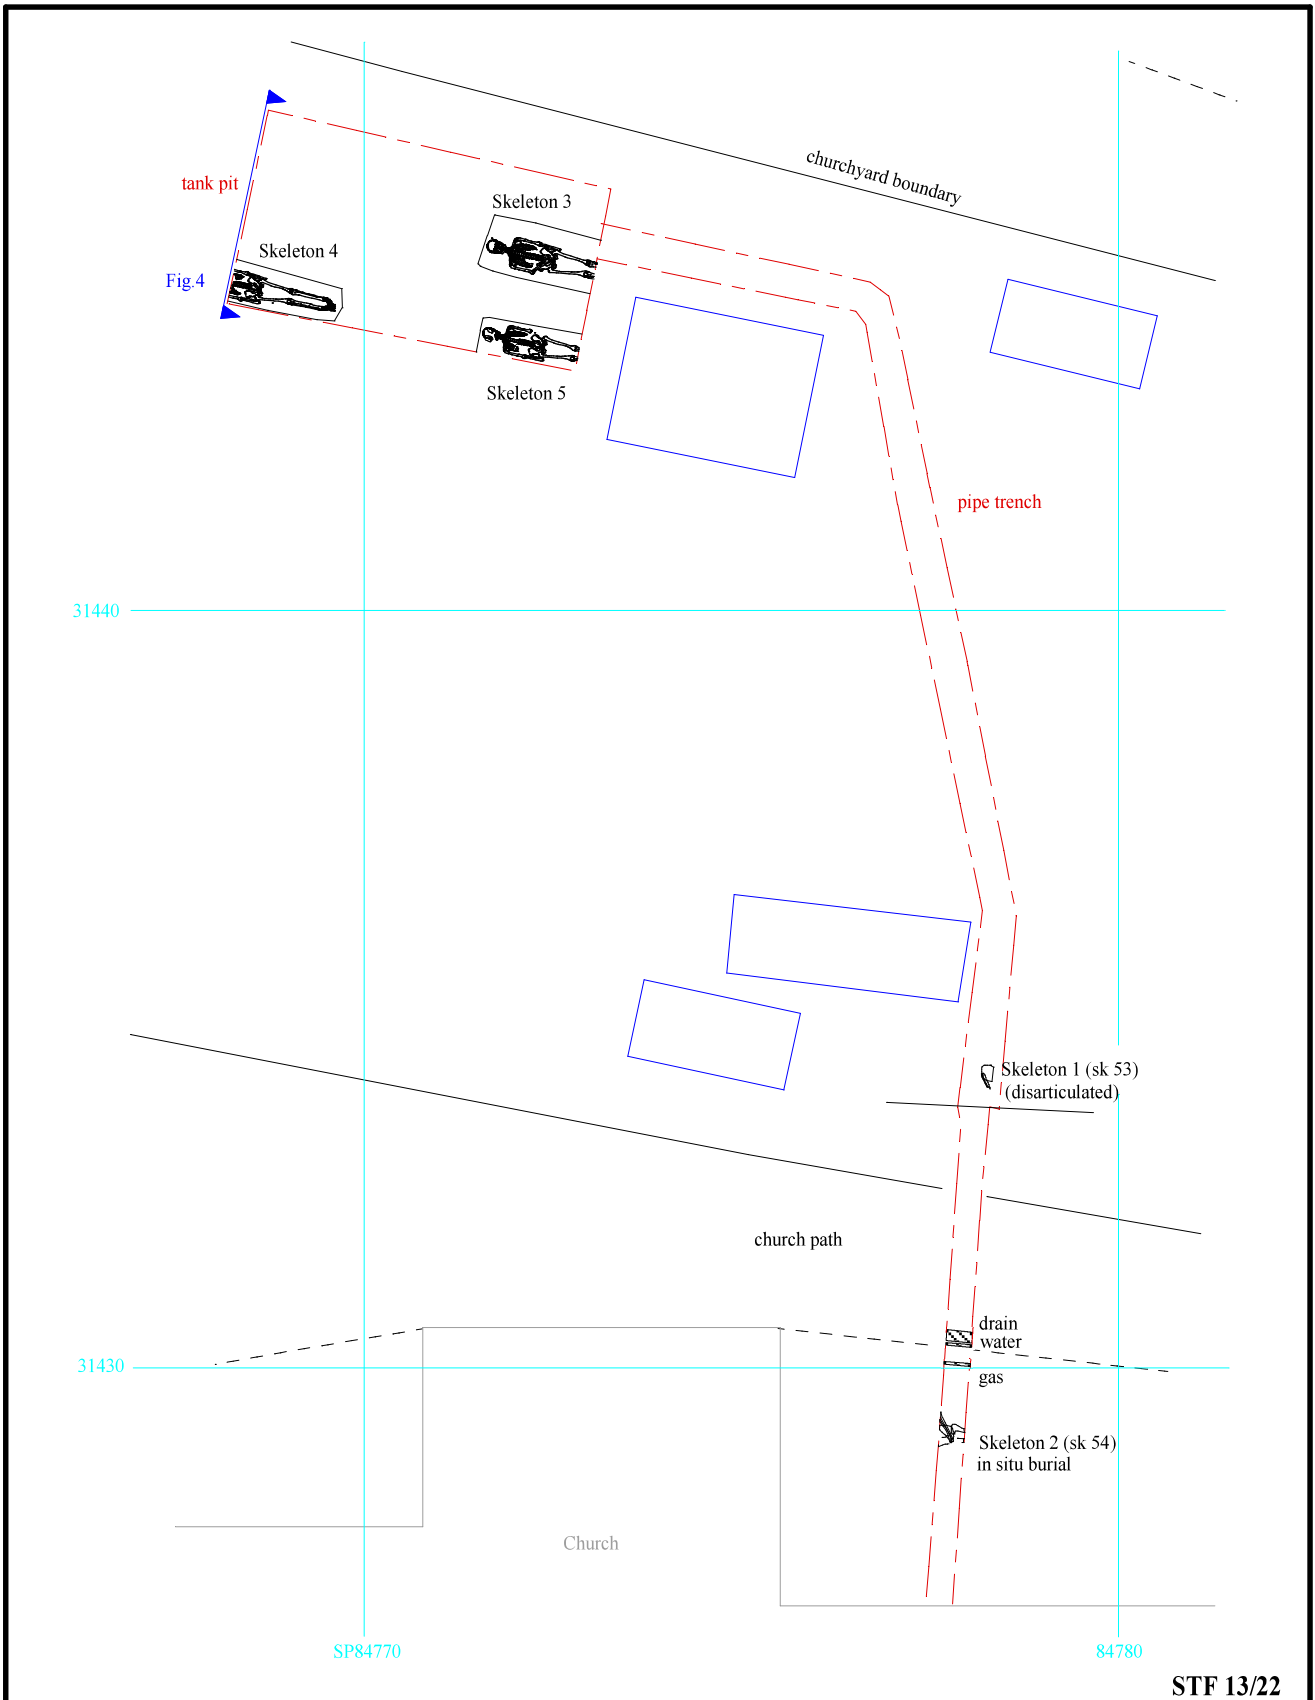 churchyard boundary
tank pit
Skeleton 3
Skeleton 4
Fig.4
Skeleton 5
pipe trench
31440
Skeleton 1 (sk 53)
(disarticulated)
church path
drain
water
31430
gas
Skeleton 2 (sk 54)
in situ burial
Church
SP84770
84780
STF 13/22